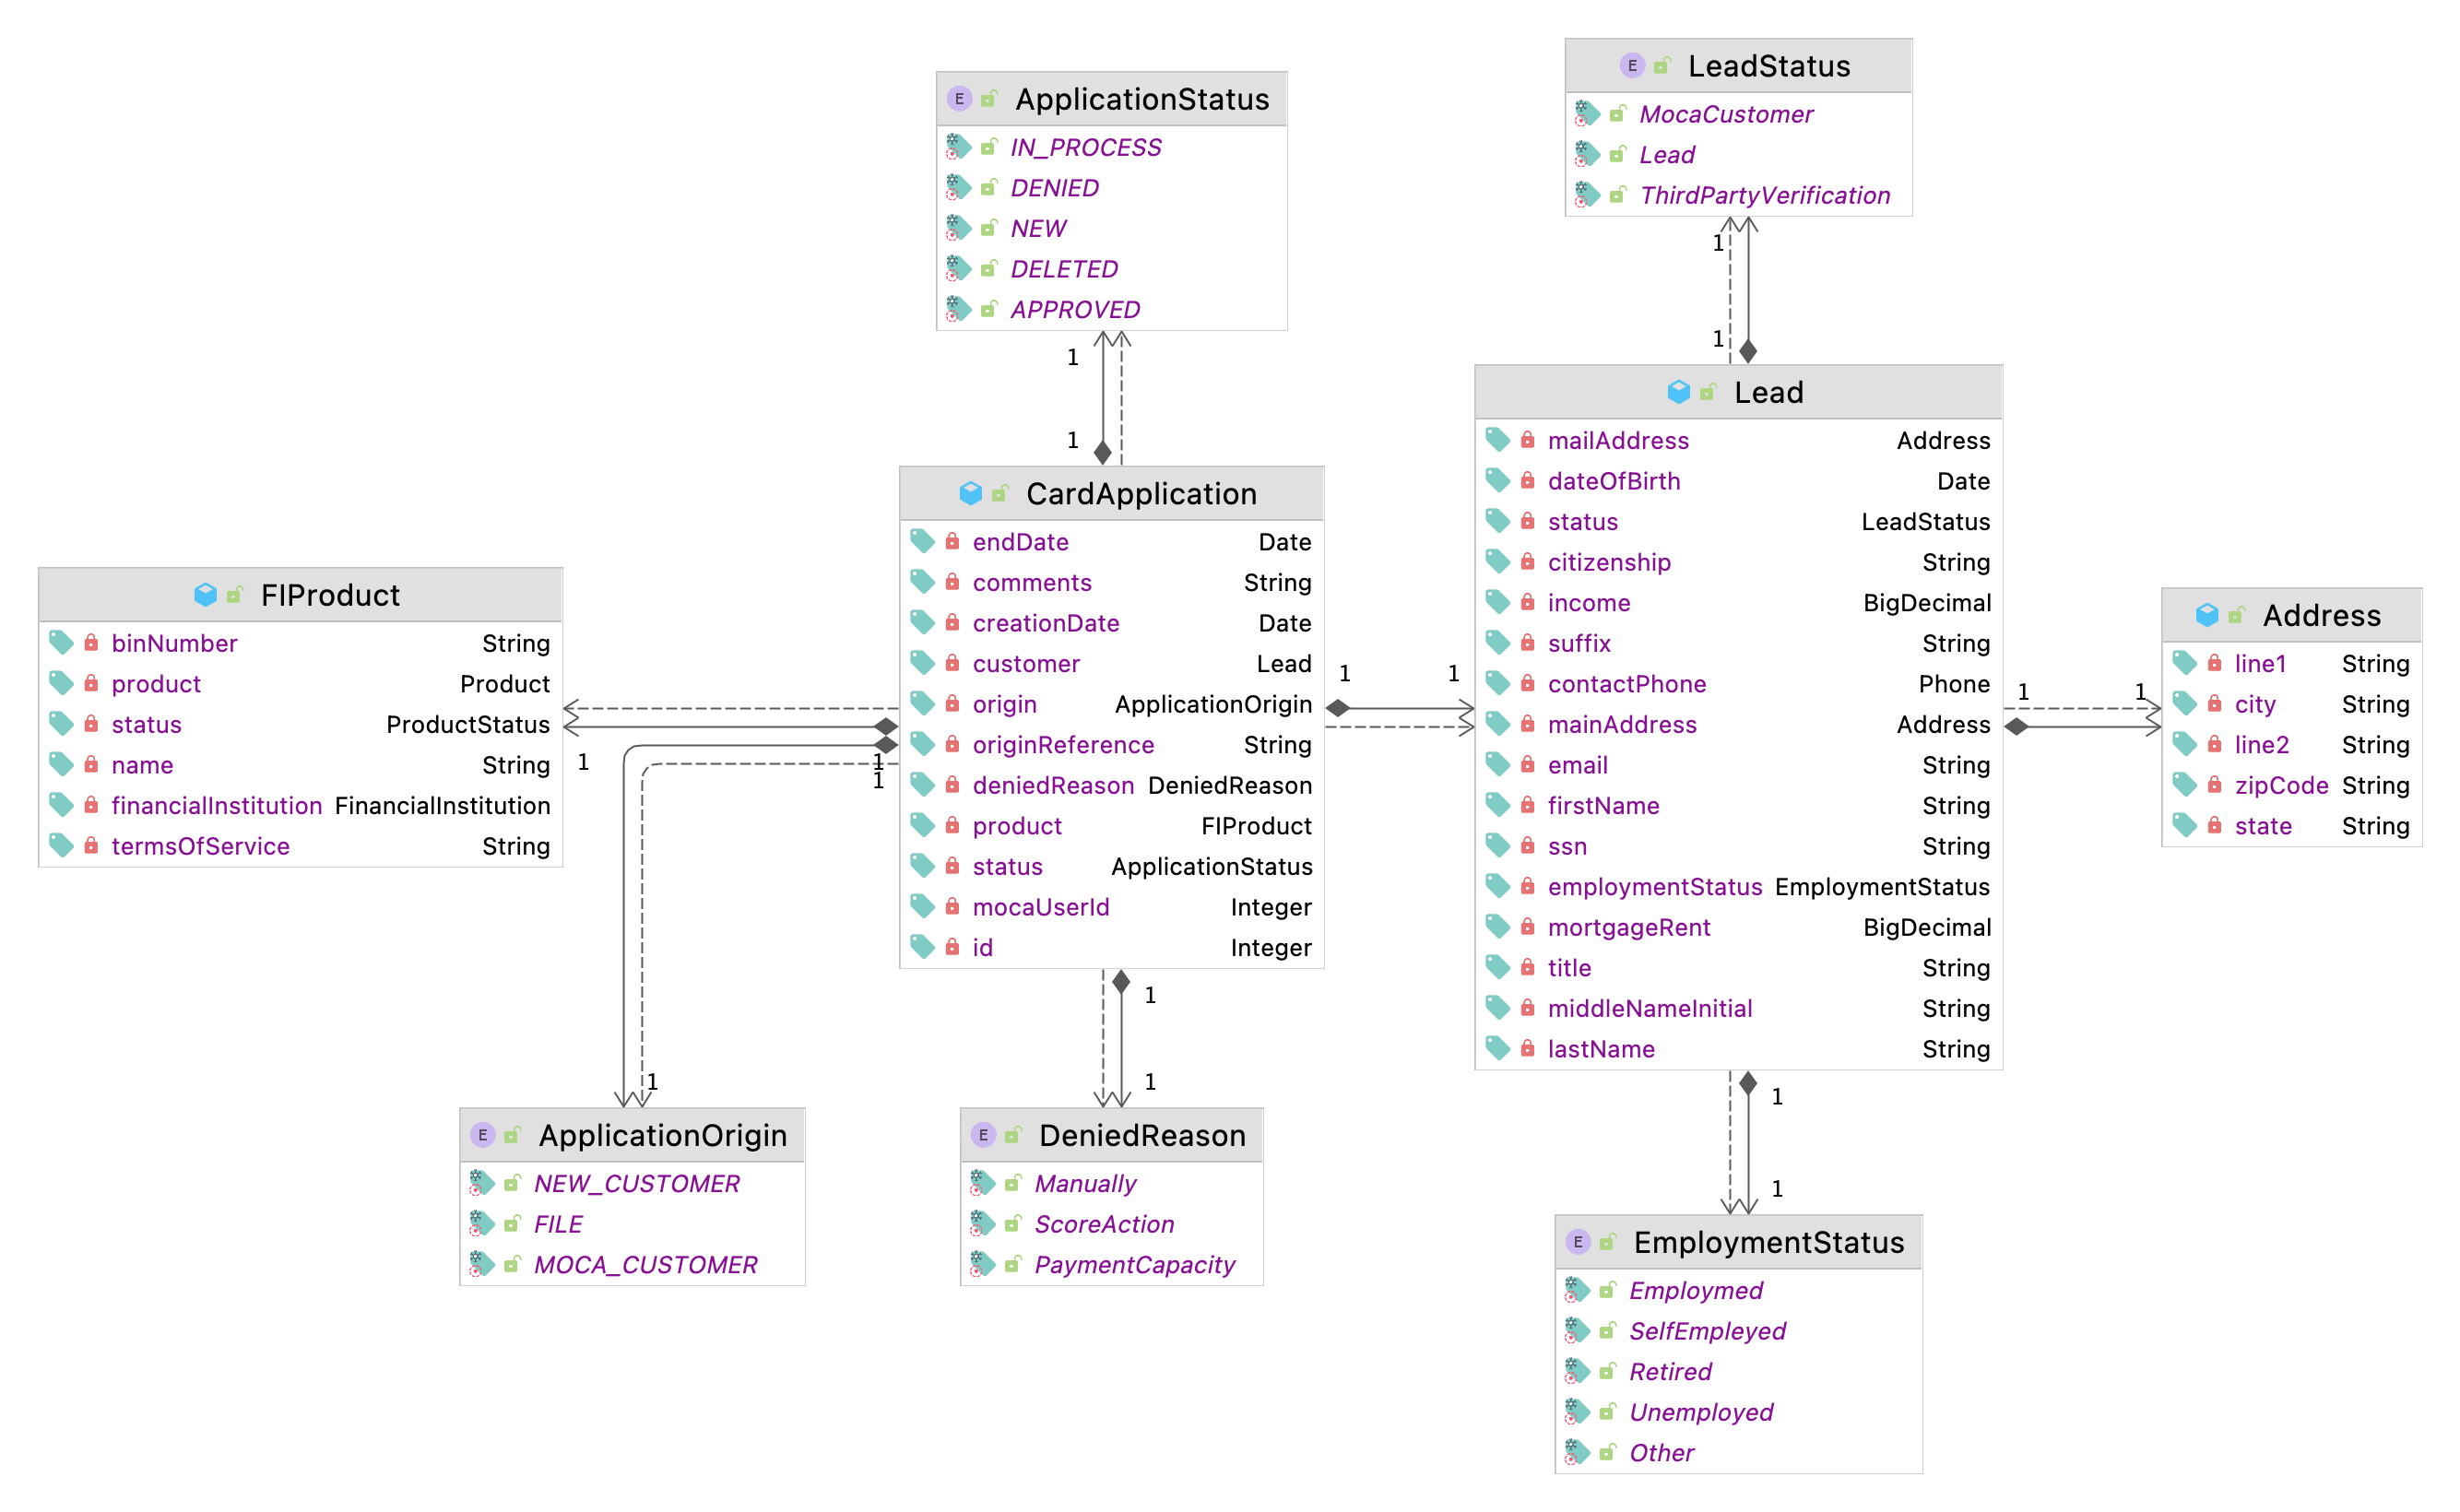 ApplicationStatus
IN_PROCESS
DENIED
NEW
DELETED
APPROVED
E
LeadStatus
MocaCustomer
Lead
ThirdPartyVerification
E
1
1
1
1
FIProduct
binNumber String
product Product
status ProductStatus
name String
financialInstitution FinancialInstitution
termsOfService String
CardApplication
endDate Date
comments String
creationDate Date
customer Lead
origin ApplicationOrigin
originReference String
deniedReason DeniedReason
product FIProduct
status ApplicationStatus
mocaUserId Integer
id Integer
Lead
mailAddress Address
dateOfBirth Date
status LeadStatus
citizenship String
income BigDecimal
suffix String
contactPhone Phone
mainAddress Address
email String
firstName String
ssn String
employmentStatus EmploymentStatus
mortgageRent BigDecimal
title String
middleNameInitial String
lastName String
Address
line1 String
city String
line2 String
zipCode String
state String
1 1
1 1
1 1
1
1
1
1
1
1
E ApplicationOrigin
NEW_CUSTOMER
FILE
MOCA_CUSTOMER
E DeniedReason
Manually
ScoreAction
PaymentCapacity
E EmploymentStatus
Employmed
SelfEmpleyed
Retired
Unemployed
Other